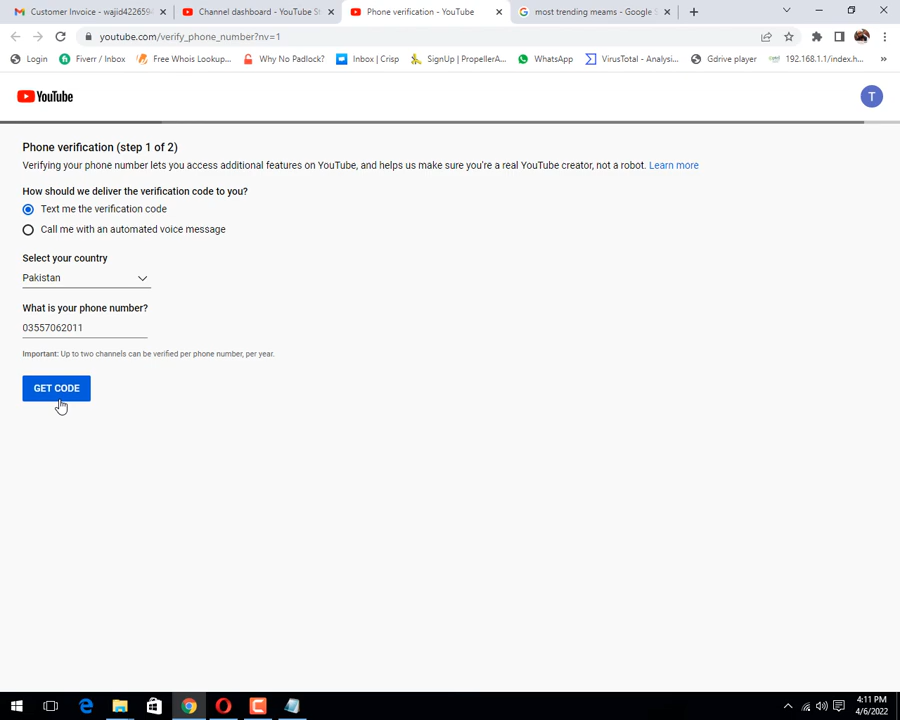 Customer Invoice - wajid422659
Channel dashboard - YouTube St
Phone verification - YouTube
most trending meams - Google S
youtube.com/verify_phone_number?nv=1
Login
Fiverr / Inbox
Free Whois Lookup...
Why No Padlock?
Inbox | Crisp
SignUp | PropellerA...
WhatsApp
VirusTotal - Analysi...
Gdrive player
192.168.1.1/index.h...
»
YouTube
T
Phone verification (step 1 of 2)
Verifying your phone number lets you access additional features on YouTube, and helps us make sure you're a real YouTube creator, not a robot. Learn more
How should we deliver the verification code to you?
Text me the verification code
Call me with an automated voice message
Select your country
Pakistan
What is your phone number?
03557062011
Important: Up to two channels can be verified per phone number, per year.
GET CODE
4:11 PM
4/6/2022